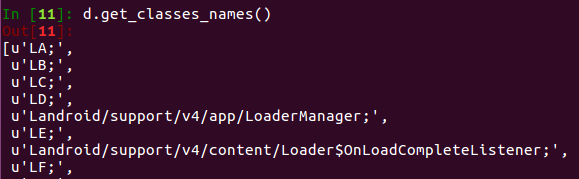 In [11]: d.get_classes_names()
Out[11]:
[u'LA;',
 u'LB;',
 u'LC;',
 u'LD;',
 u'Landroid/support/v4/app/LoaderManager;',
 u'LE;',
 u'Landroid/support/v4/content/Loader$OnLoadCompleteListener;',
 u'LF;',